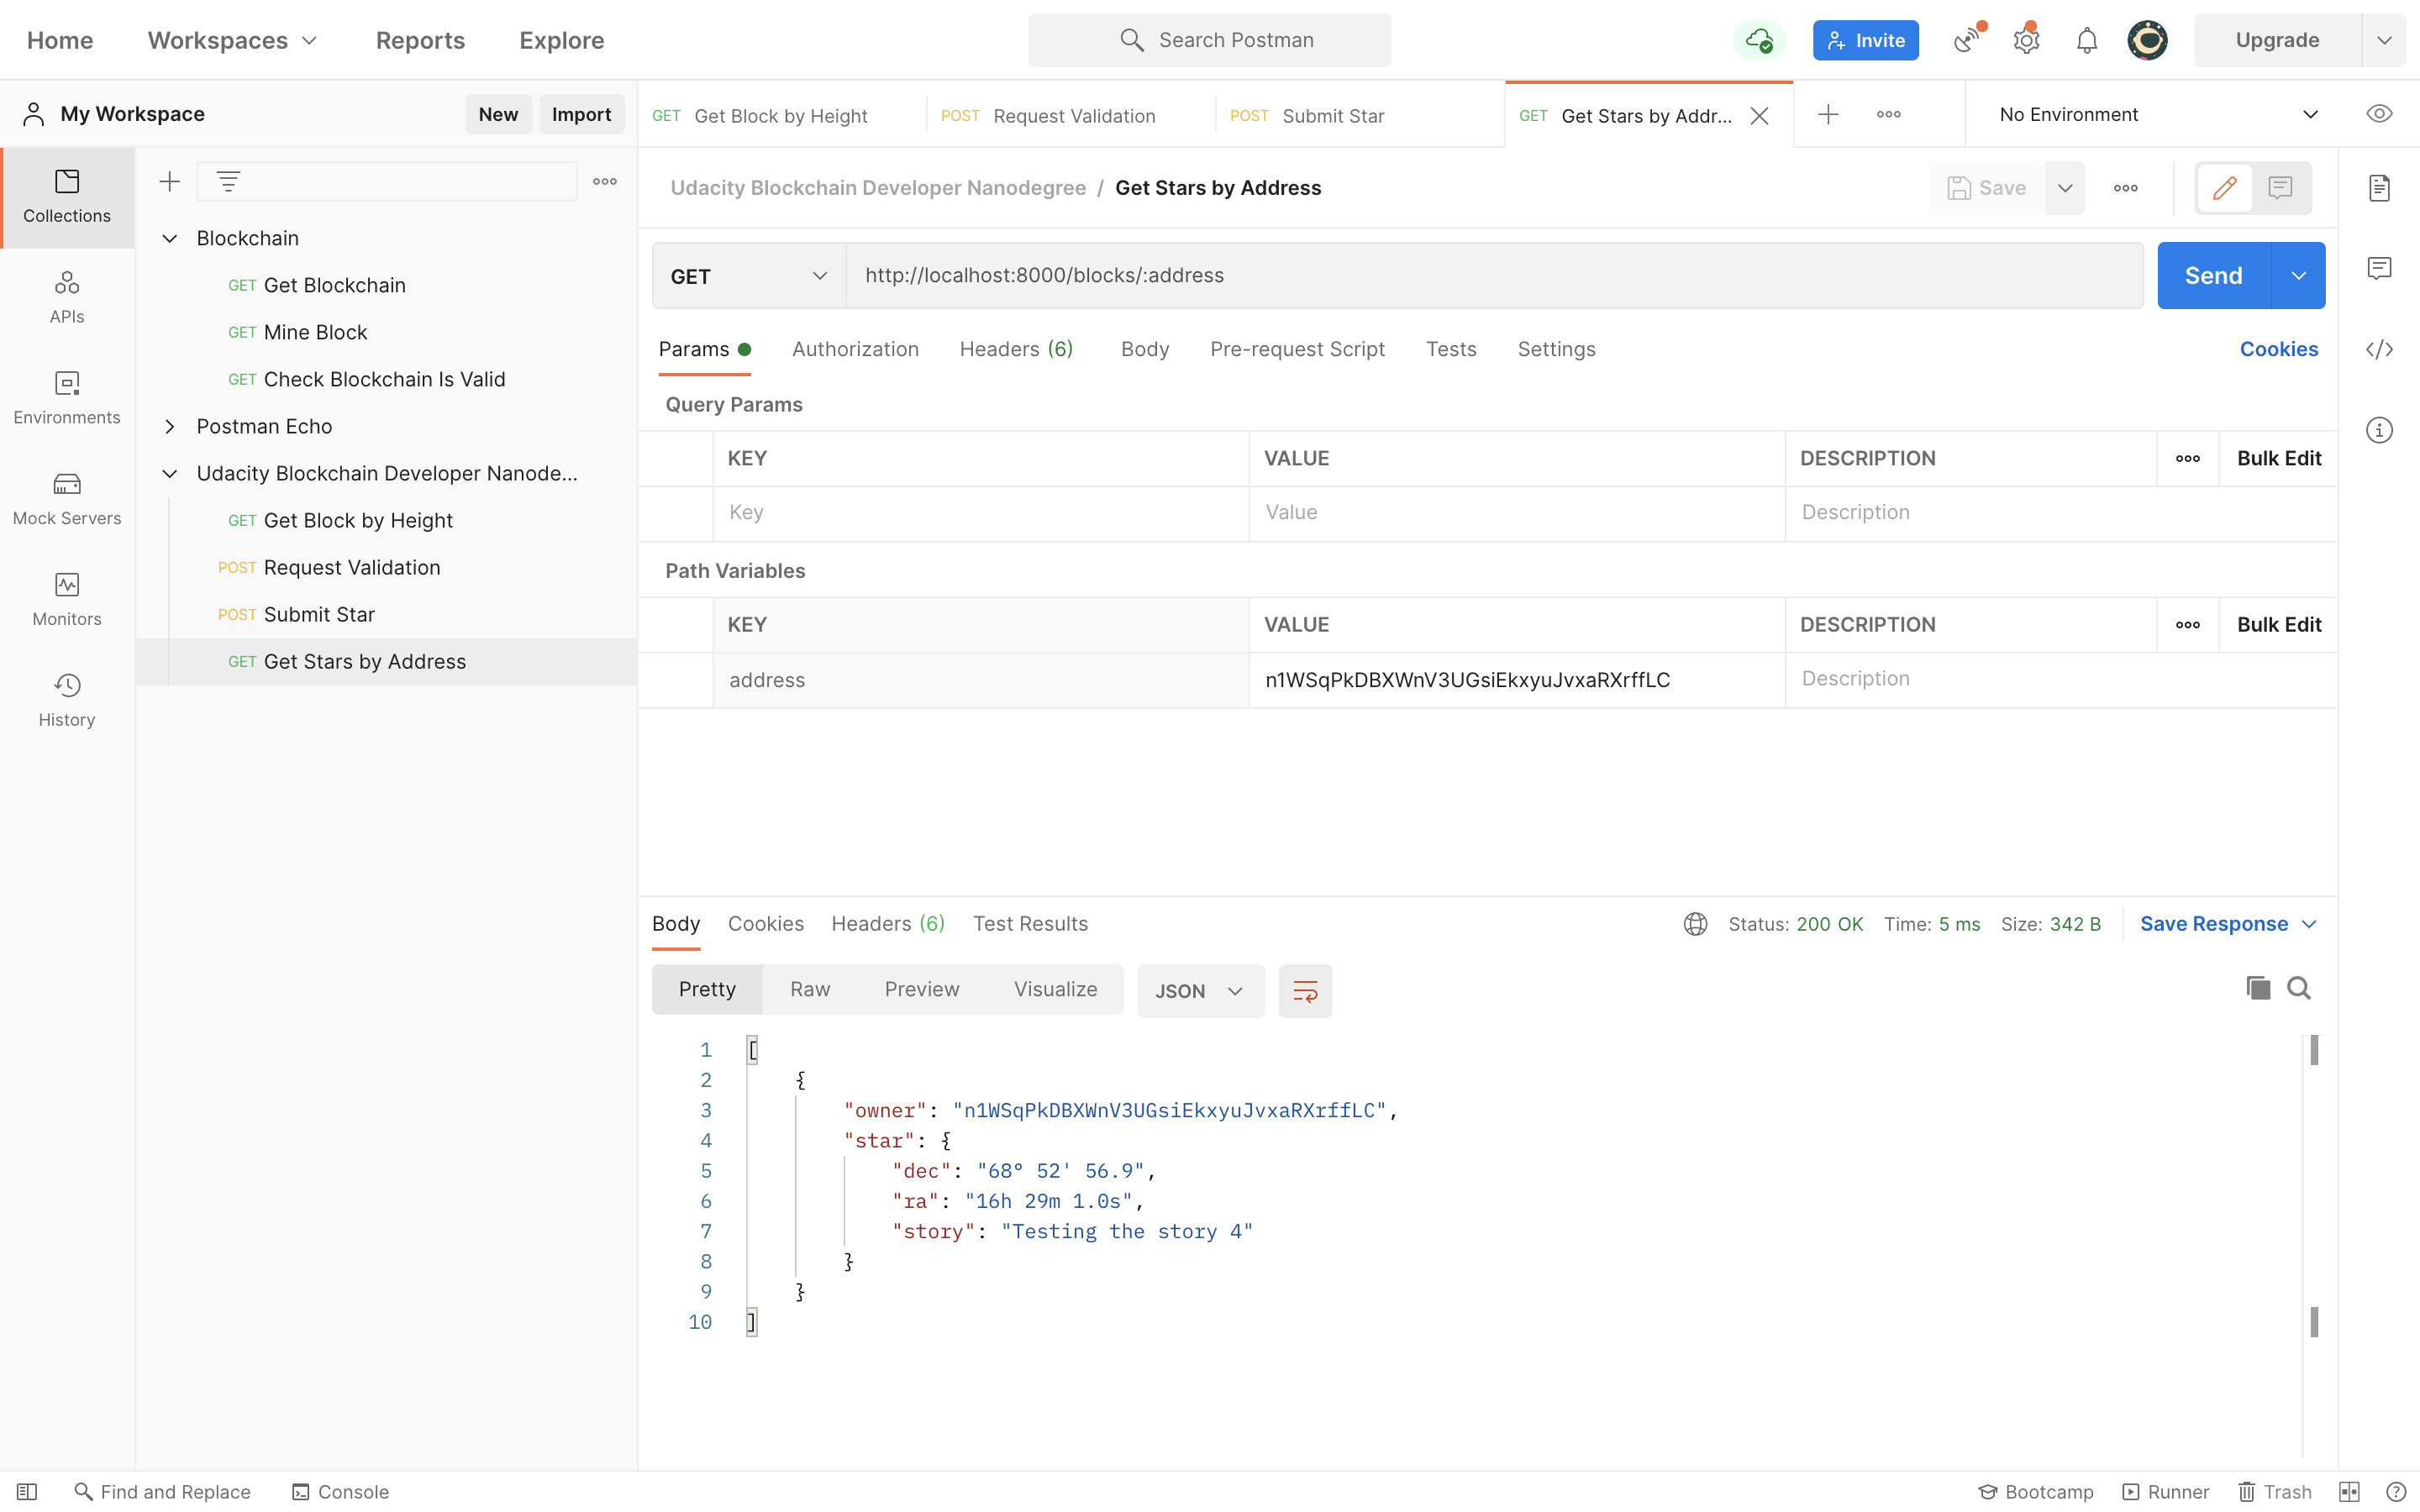 Home Workspaces Reports Explore Search Postman Invite Upgrade
My Workspace New Import
GET Get Block by Height POST Request Validation POST Submit Star GET Get Stars by Addr... No Environment
Collections
APIs
Environments
Mock Servers
Monitors
History
Blockchain
GET Get Blockchain
GET Mine Block
GET Check Blockchain Is Valid
Postman Echo
Udacity Blockchain Developer Nanode...
GET Get Block by Height
POST Request Validation
POST Submit Star
GET Get Stars by Address
Udacity Blockchain Developer Nanodegree / Get Stars by Address Save
GET http://localhost:8000/blocks/:address Send
Params Authorization Headers (6) Body Pre-request Script Tests Settings Cookies
Query Params
KEY VALUE DESCRIPTION Bulk Edit
Key Value Description
Path Variables
KEY VALUE DESCRIPTION Bulk Edit
address n1WSqPkDBXWnV3UGsiEkxyuJvxaRXrffLC Description
Body Cookies Headers (6) Test Results Status: 200 OK Time: 5 ms Size: 342 B Save Response
Pretty Raw Preview Visualize JSON
1 [
2 {
3 "owner": "n1WSqPkDBXWnV3UGsiEkxyuJvxaRXrffLC",
4 "star": {
5 "dec": "68° 52' 56.9",
6 "ra": "16h 29m 1.0s",
7 "story": "Testing the story 4"
8 }
9 }
10 ]
Find and Replace Console Bootcamp Runner Trash